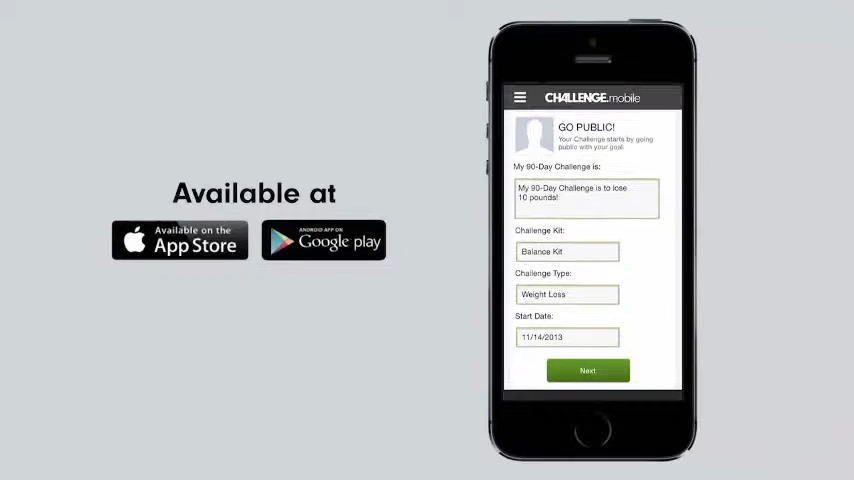 Available at
Available on the
App Store
ANDROID APP ON
Google play
CHALLENGE.mobile
GO PUBLIC!
Your Challenge starts by going
public with your goal.
My 90-Day Challenge is:
My 90-Day Challenge is to lose
10 pounds!
Challenge Kit:
Balance Kit
Challenge Type:
Weight Loss
Start Date:
11/14/2013
Next